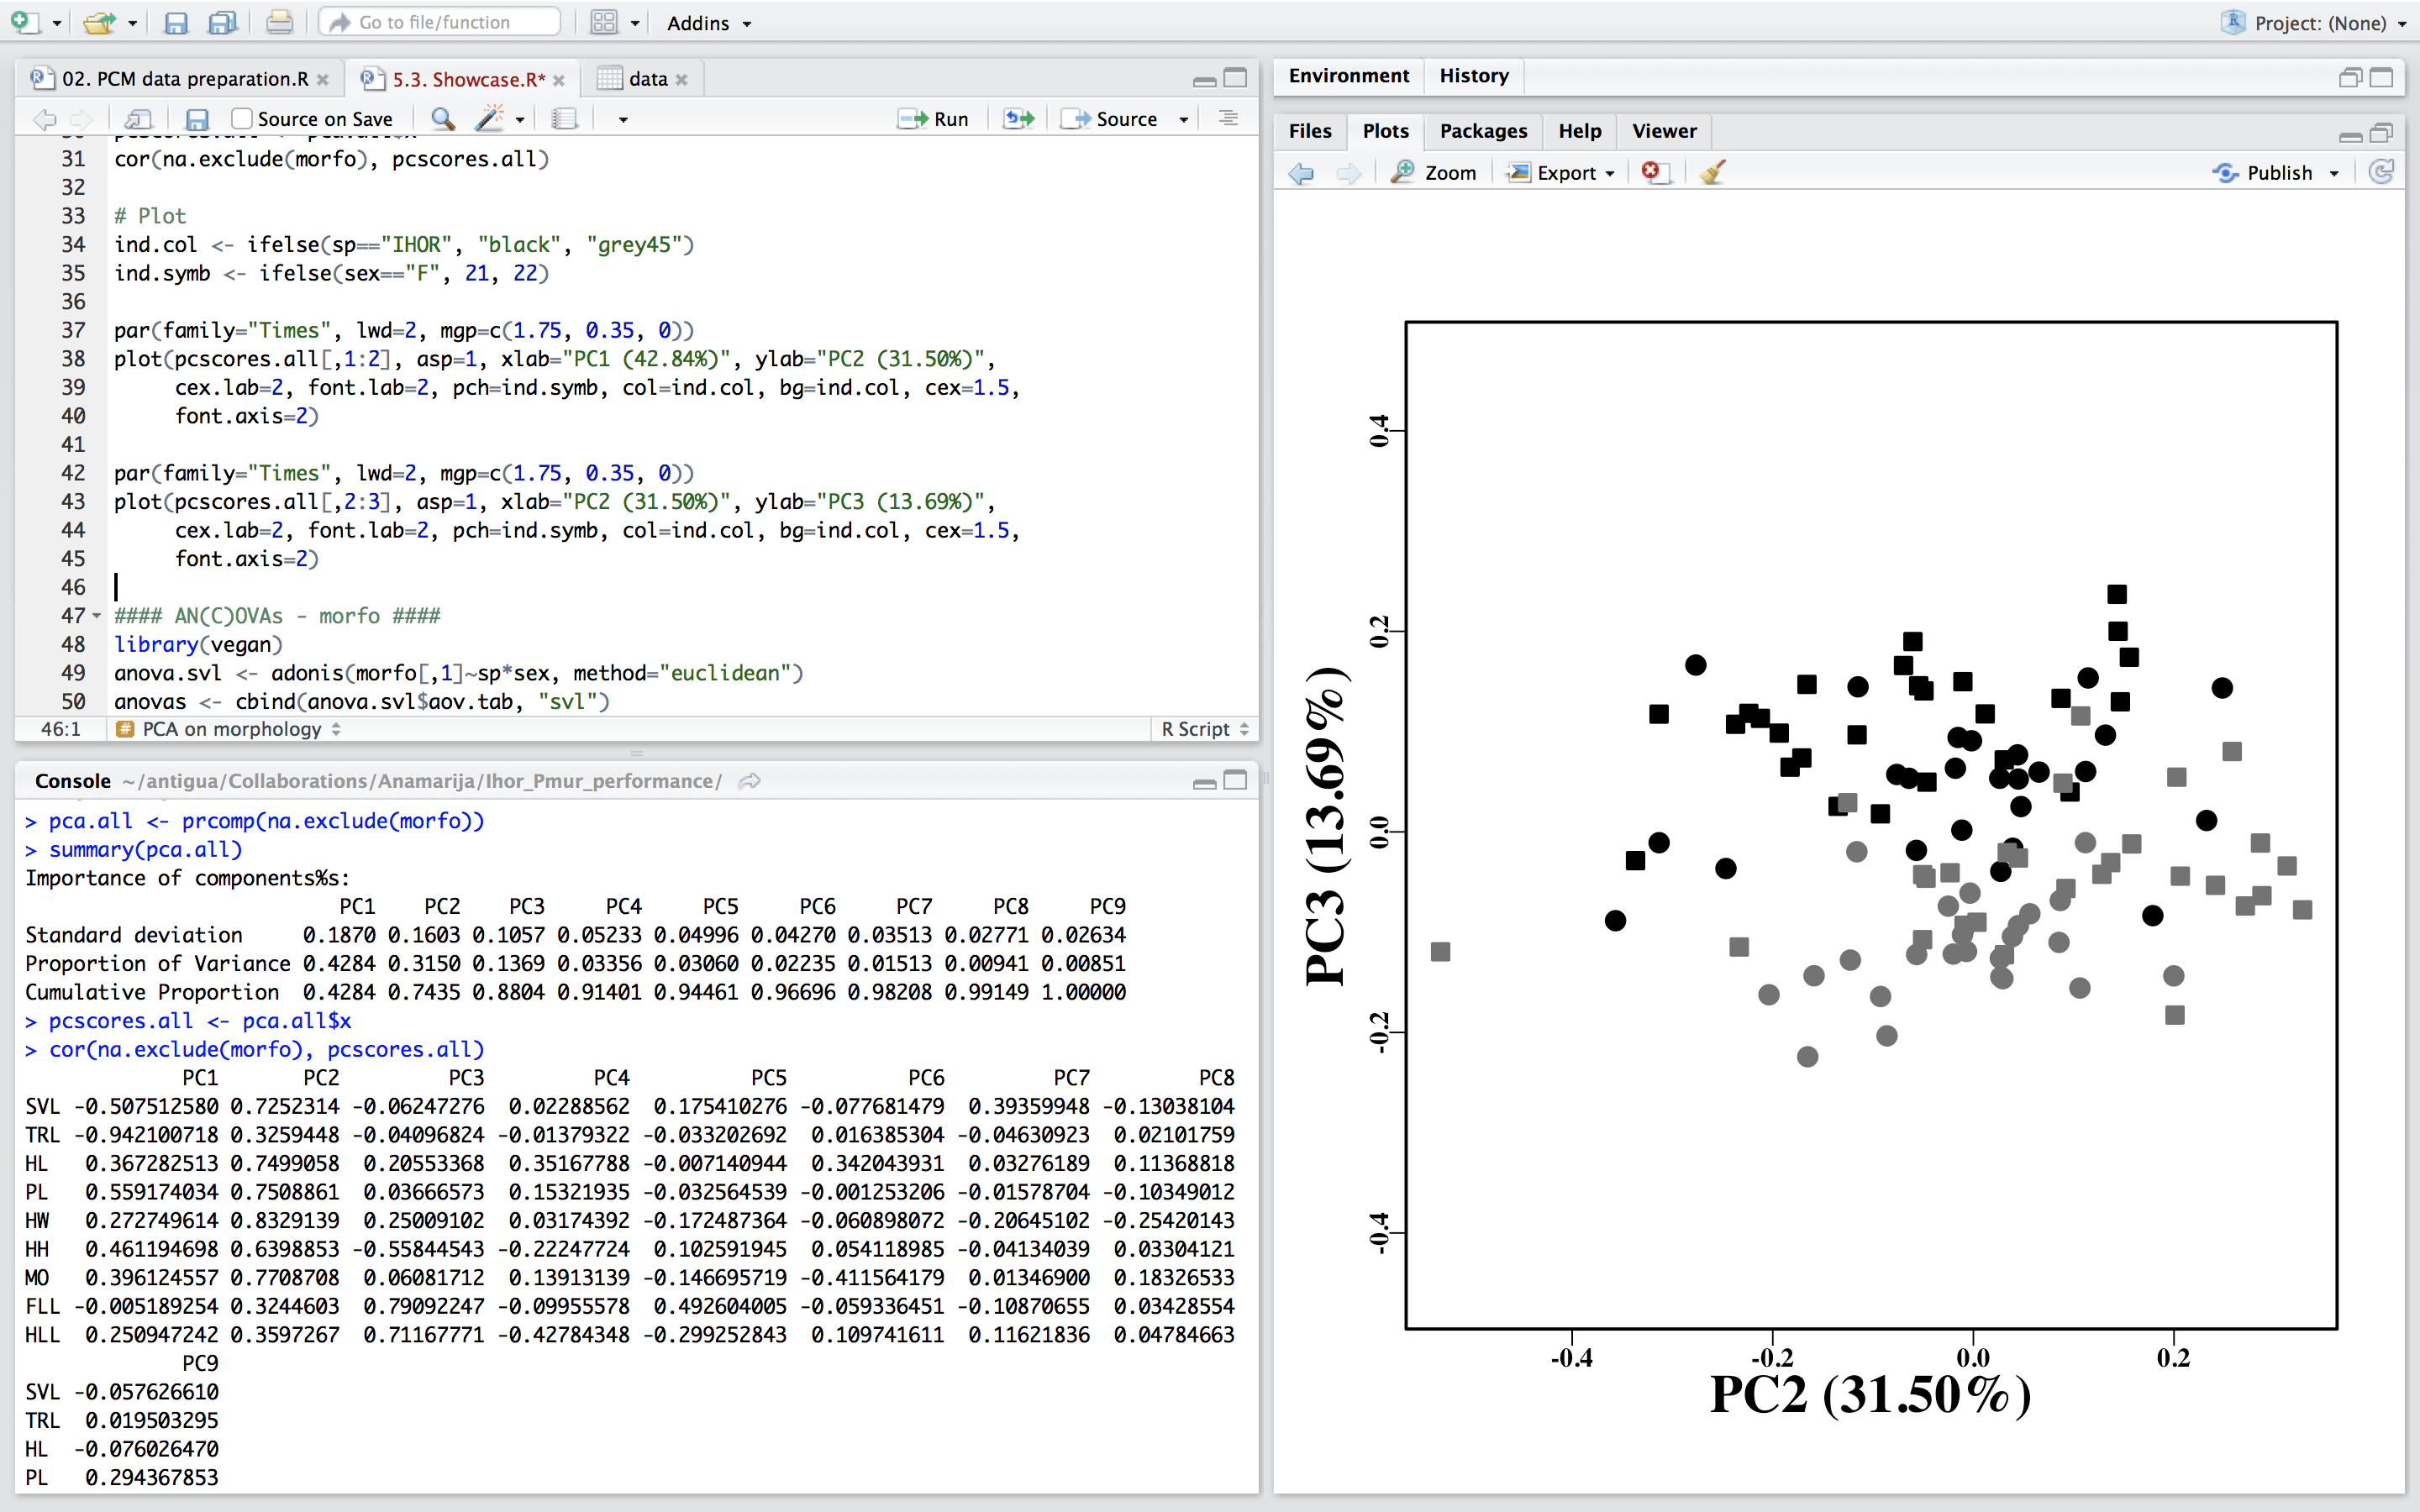 Go to file/function
Addins
Project: (None)
02. PCM data preparation.R
5.3. Showcase.R*
data
Source on Save
Run
Source
31 cor(na.exclude(morfo), pcscores.all)
32
33 # Plot
34 ind.col <- ifelse(sp=="IHOR", "black", "grey45")
35 ind.symb <- ifelse(sex=="F", 21, 22)
36
37 par(family="Times", lwd=2, mgp=c(1.75, 0.35, 0))
38 plot(pcscores.all[,1:2], asp=1, xlab="PC1 (42.84%)", ylab="PC2 (31.50%)",
39 cex.lab=2, font.lab=2, pch=ind.symb, col=ind.col, bg=ind.col, cex=1.5,
40 font.axis=2)
41
42 par(family="Times", lwd=2, mgp=c(1.75, 0.35, 0))
43 plot(pcscores.all[,2:3], asp=1, xlab="PC2 (31.50%)", ylab="PC3 (13.69%)",
44 cex.lab=2, font.lab=2, pch=ind.symb, col=ind.col, bg=ind.col, cex=1.5,
45 font.axis=2)
46
47 #### AN(C)OVAs - morfo ####
48 library(vegan)
49 anova.svl <- adonis(morfo[,1]~sp*sex, method="euclidean")
50 anovas <- cbind(anova.svl$aov.tab, "svl")
46:1 PCA on morphology R Script
Console ~/antigua/Collaborations/Anamarija/Ihor_Pmur_performance/
> pca.all <- prcomp(na.exclude(morfo))
> summary(pca.all)
Importance of components%s:
PC1 PC2 PC3 PC4 PC5 PC6 PC7 PC8 PC9
Standard deviation 0.1870 0.1603 0.1057 0.05233 0.04996 0.04270 0.03513 0.02771 0.02634
Proportion of Variance 0.4284 0.3150 0.1369 0.03356 0.03060 0.02235 0.01513 0.00941 0.00851
Cumulative Proportion 0.4284 0.7435 0.8804 0.91401 0.94461 0.96696 0.98208 0.99149 1.00000
> pcscores.all <- pca.all$x
> cor(na.exclude(morfo), pcscores.all)
PC1 PC2 PC3 PC4 PC5 PC6 PC7 PC8
SVL -0.507512580 0.7252314 -0.06247276 0.02288562 0.175410276 -0.077681479 0.39359948 -0.13038104
TRL -0.942100718 0.3259448 -0.04096824 -0.01379322 -0.033202692 0.016385304 -0.04630923 0.02101759
HL 0.367282513 0.7499058 0.20553368 0.35167788 -0.007140944 0.342043931 0.03276189 0.11368818
PL 0.559174034 0.7508861 0.03666573 0.15321935 -0.032564539 -0.001253206 -0.01578704 -0.10349012
HW 0.272749614 0.8329139 0.25009102 0.03174392 -0.172487364 -0.060898072 -0.20645102 -0.25420143
HH 0.461194698 0.6398853 -0.55844543 -0.22247724 0.102591945 0.054118985 -0.04134039 0.03304121
MO 0.396124557 0.7708708 0.06081712 0.13913139 -0.146695719 -0.411564179 0.01346900 0.18326533
FLL -0.005189254 0.3244603 0.79092247 -0.09955578 0.492604005 -0.059336451 -0.10870655 0.03428554
HLL 0.250947242 0.3597267 0.71167771 -0.42784348 -0.299252843 0.109741611 0.11621836 0.04784663
PC9
SVL -0.057626610
TRL 0.019503295
HL -0.076026470
PL 0.294367853
Environment History
Files Plots Packages Help Viewer
Zoom Export Publish
PC3 (13.69%)
0.4
0.2
0.0
-0.2
-0.4
-0.4 -0.2 0.0 0.2
PC2 (31.50%)